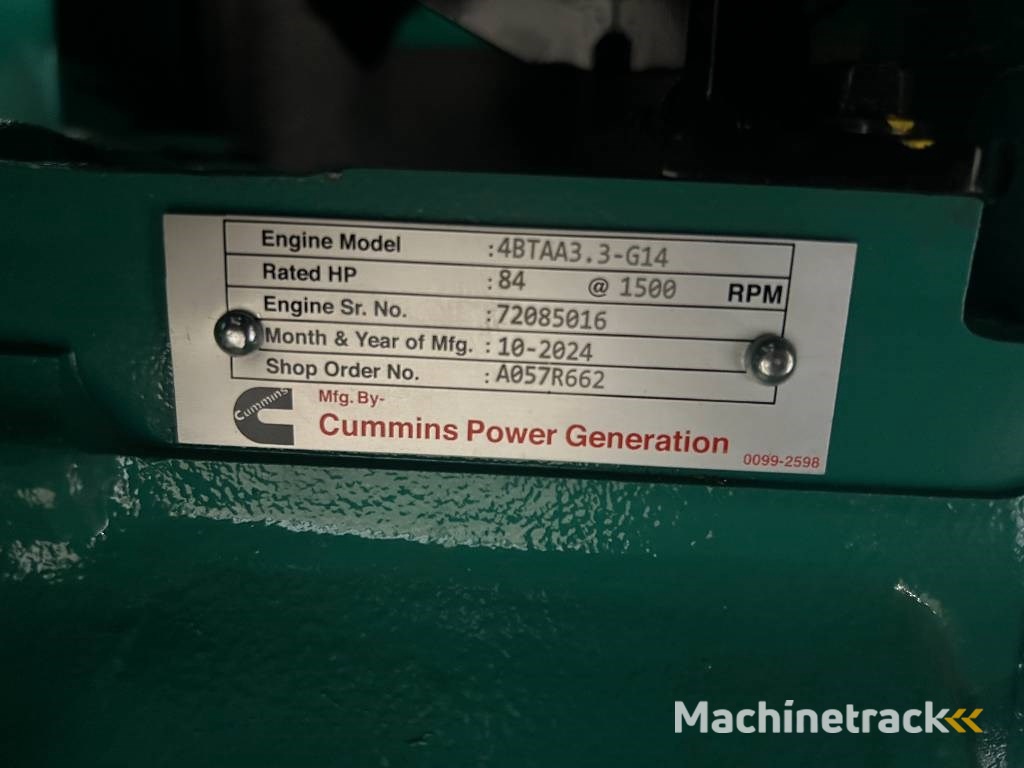 Engine Model :4BTAA3.3-G14
Rated HP :84 @ 1500 RPM
Engine Sr. No. :72085016
Month & Year of Mfg. :10-2024
Shop Order No. :A057R662
Cummins
Mfg. By-
Cummins Power Generation
0099-2598
Machinetrack